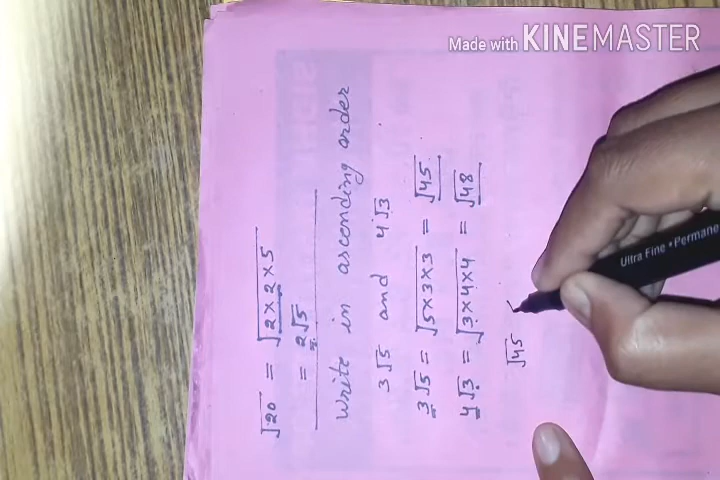 Made with KINEMASTER
√20 = √2×2×5
= 2√5
Write in ascending order
3√5 and 4√3
3√5 = √5×3×3 = √45
4√3 = √3×4×4 = √48
√45
Ultra Fine • Permane